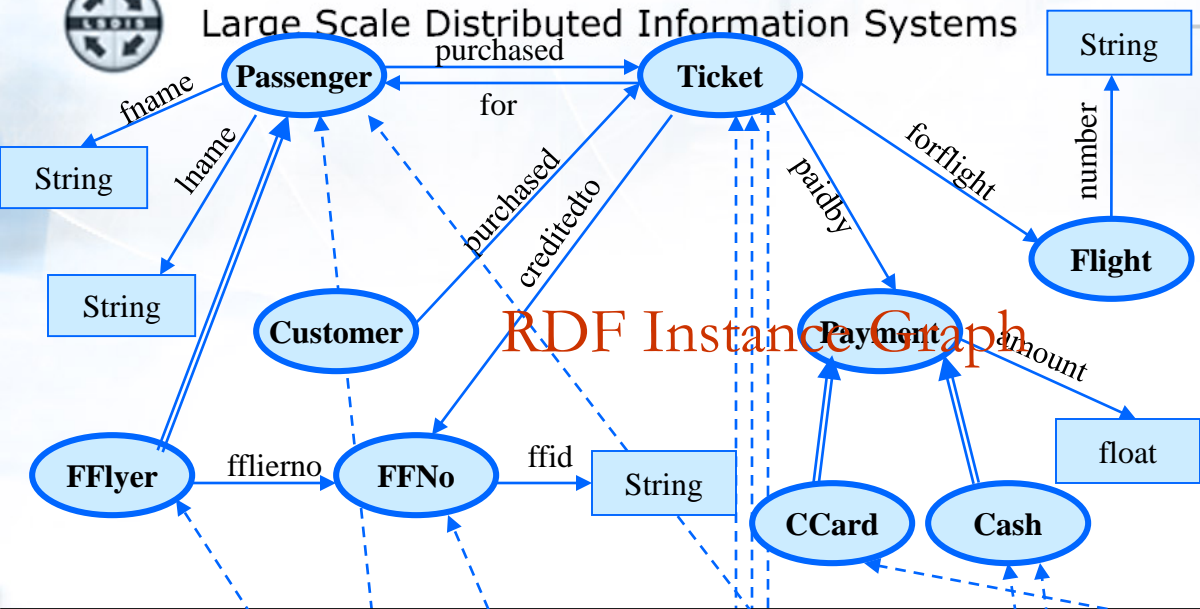 LSDIS
Large Scale Distributed Information Systems
String
purchased
Passenger
Ticket
for
fname
lname
String
number
forflight
paidby
purchased
creditedto
String
Flight
Customer
RDF Instance Graph
Payment
amount
float
FFlyer
fflierno
FFNo
ffid
String
CCard
Cash